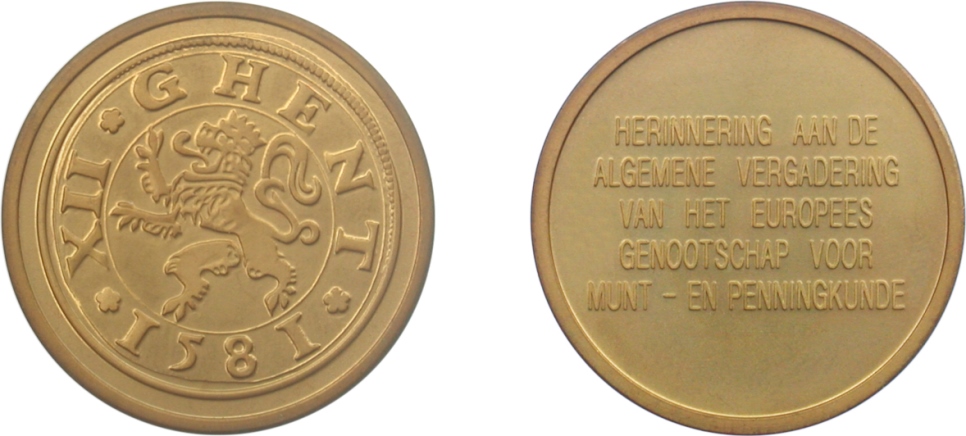 XII GHENT
1581
HERINNERING AAN DE
ALGEMENE VERGADERING
VAN HET EUROPEES
GENOOTSCHAP VOOR
MUNT - EN PENNINGKUNDE